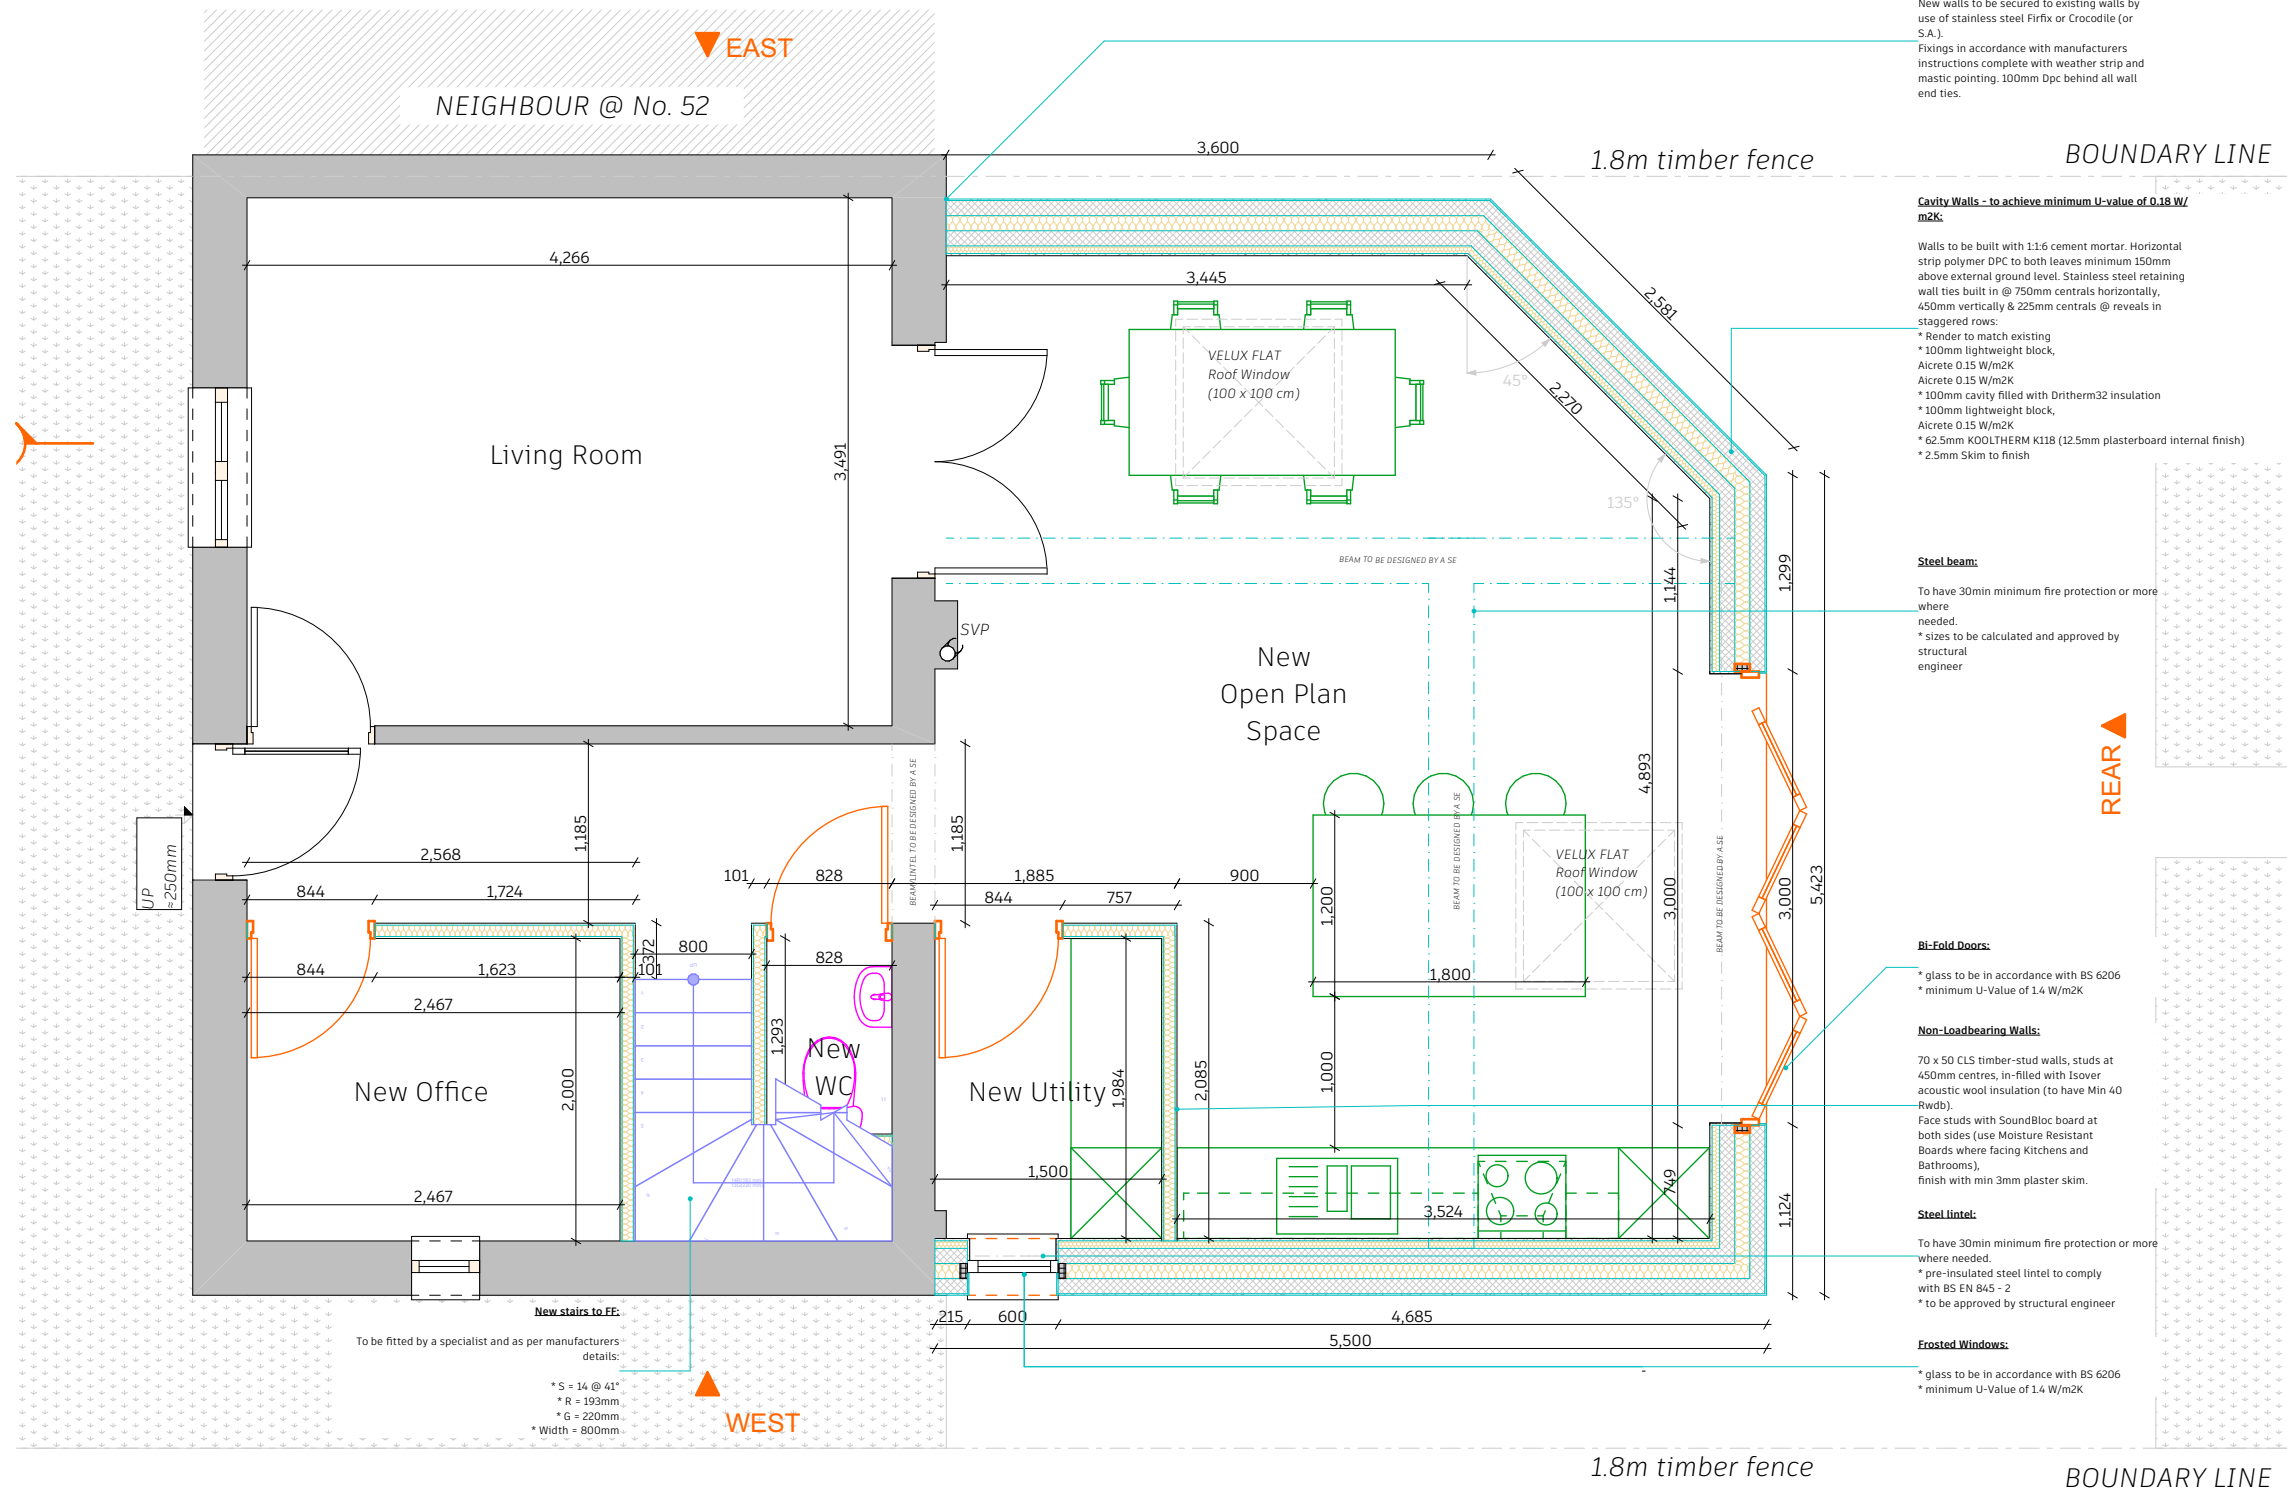 New walls to be secured to existing walls by
use of stainless steel Firfix or Crocodile (or
S.A.).
Fixings in accordance with manufacturers
instructions complete with weather strip and
mastic pointing. 100mm Dpc behind all wall
end ties.
EAST
NEIGHBOUR @ No. 52
3,600
1.8m timber fence
BOUNDARY LINE
Cavity Walls - to achieve minimum U-value of 0.18 W/
m2K:
Walls to be built with 1:1:6 cement mortar. Horizontal
strip polymer DPC to both leaves minimum 150mm
above external ground level. Stainless steel retaining
wall ties built in @ 750mm centrals horizontally,
450mm vertically & 225mm centrals @ reveals in
staggered rows:
* Render to match existing
* 100mm lightweight block,
Aicrete 0.15 W/m2K
Aicrete 0.15 W/m2K
* 100mm cavity filled with Dritherm32 insulation
* 100mm lightweight block,
Aicrete 0.15 W/m2K
* 62.5mm KOOLTHERM K118 (12.5mm plasterboard internal finish)
* 2.5mm Skim to finish
4,266
3,445
2,581
VELUX FLAT
Roof Window
(100 x 100 cm)
45°
2,270
Living Room
3,491
135°
BEAM TO BE DESIGNED BY A SE
1,144
1,299
Steel beam:
To have 30min minimum fire protection or more
where
needed.
* sizes to be calculated and approved by
structural
engineer
SVP
New
Open Plan
Space
4,893
REAR
BEAM/LINTEL TO BE DESIGNED BY A SE
BEAM TO BE DESIGNED BY A SE
BEAM TO BE DESIGNED BY A SE
1,185
1,185
2,568
UP
≈250mm
844
1,724
101
828
1,885
900
844
757
1,200
VELUX FLAT
Roof Window
(100 x 100 cm)
3,000
3,000
5,423
372
800
828
844
1,623
101
1,800
2,467
1,293
New
WC
New Office
2,000
New Utility
1,984
2,085
1,000
Bi-Fold Doors:
* glass to be in accordance with BS 6206
* minimum U-Value of 1.4 W/m2K
Non-Loadbearing Walls:
70 x 50 CLS timber-stud walls, studs at
450mm centres, in-filled with Isover
acoustic wool insulation (to have Min 40
Rwdb).
Face studs with SoundBloc board at
both sides (use Moisture Resistant
Boards where facing Kitchens and
Bathrooms),
finish with min 3mm plaster skim.
1,500
749
2,467
3,524
1,124
Steel lintel:
To have 30min minimum fire protection or more
where needed.
* pre-insulated steel lintel to comply
with BS EN 845 - 2
* to be approved by structural engineer
New stairs to FF:
To be fitted by a specialist and as per manufacturers
details:
* S = 14 @ 41°
* R = 193mm
* G = 220mm
* Width = 800mm
215
600
4,685
5,500
Frosted Windows:
* glass to be in accordance with BS 6206
* minimum U-Value of 1.4 W/m2K
WEST
1.8m timber fence
BOUNDARY LINE